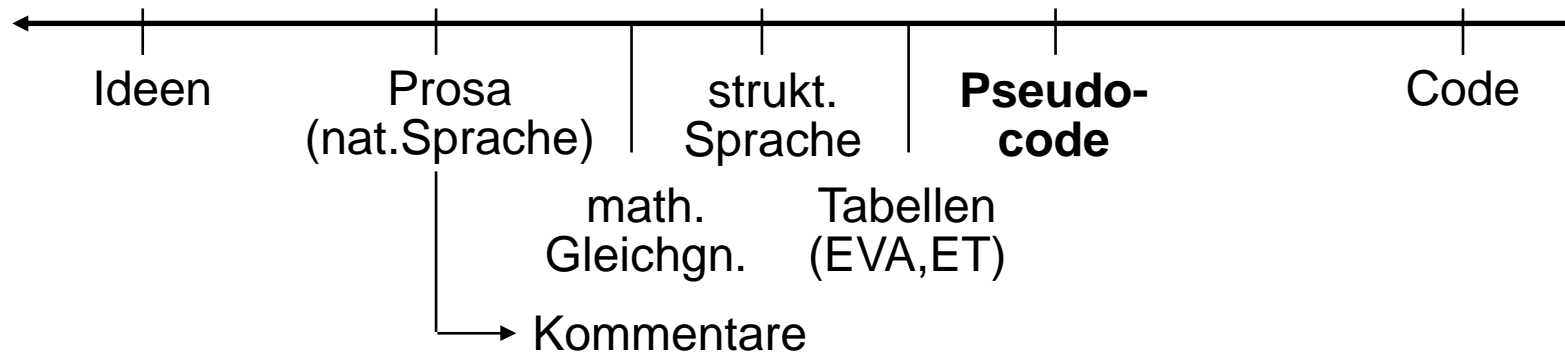 Ideen
Prosa
(nat.Sprache)
strukt.
Sprache
Pseudo-
code
Code
math.
Gleichgn.
Tabellen
(EVA,ET)
Kommentare